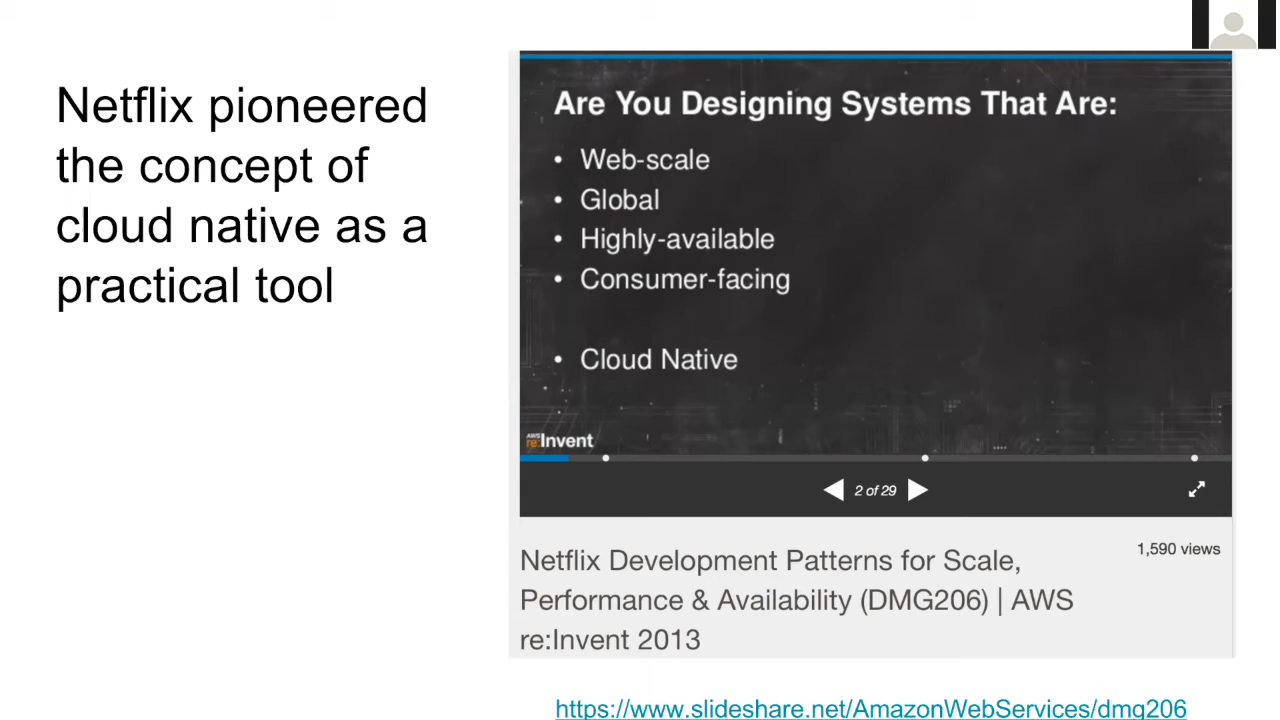 Netflix pioneered
the concept of
cloud native as a
practical tool
Are You Designing Systems That Are:
• Web-scale
• Global
• Highly-available
• Consumer-facing
• Cloud Native
AWS
re:Invent
2 of 29
1,590 views
Netflix Development Patterns for Scale,
Performance & Availability (DMG206) | AWS
re:Invent 2013
https://www.slideshare.net/AmazonWebServices/dmg206